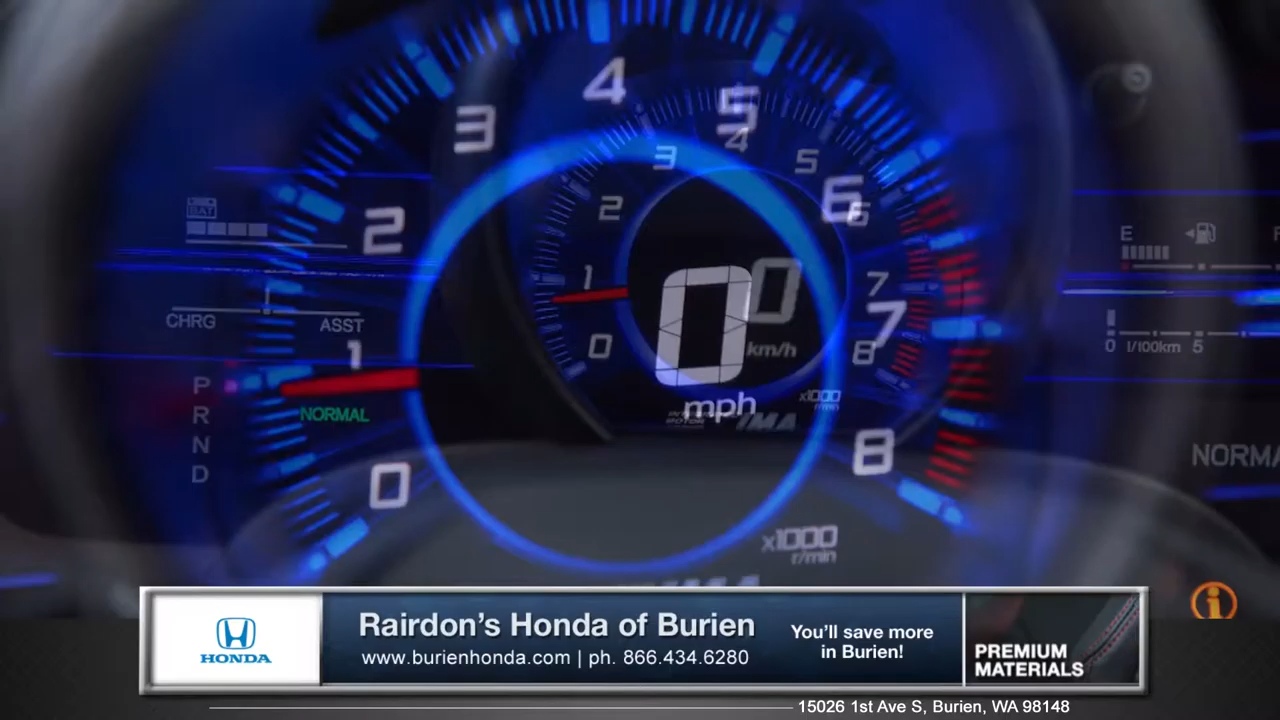 4
3
5
4
3
5
2
6
6
BAT
2
E
1
7
0
0
CHRG
ASST
7
1
0
km/h
8
0 l/100km 5
P
R
N
D
NORMAL
mph
x1000
r/min
IMA
8
0
NORMA
x1000
r/min
HONDA
Rairdon's Honda of Burien
www.burienhonda.com | ph. 866.434.6280
You'll save more
in Burien!
PREMIUM
MATERIALS
15026 1st Ave S, Burien, WA 98148